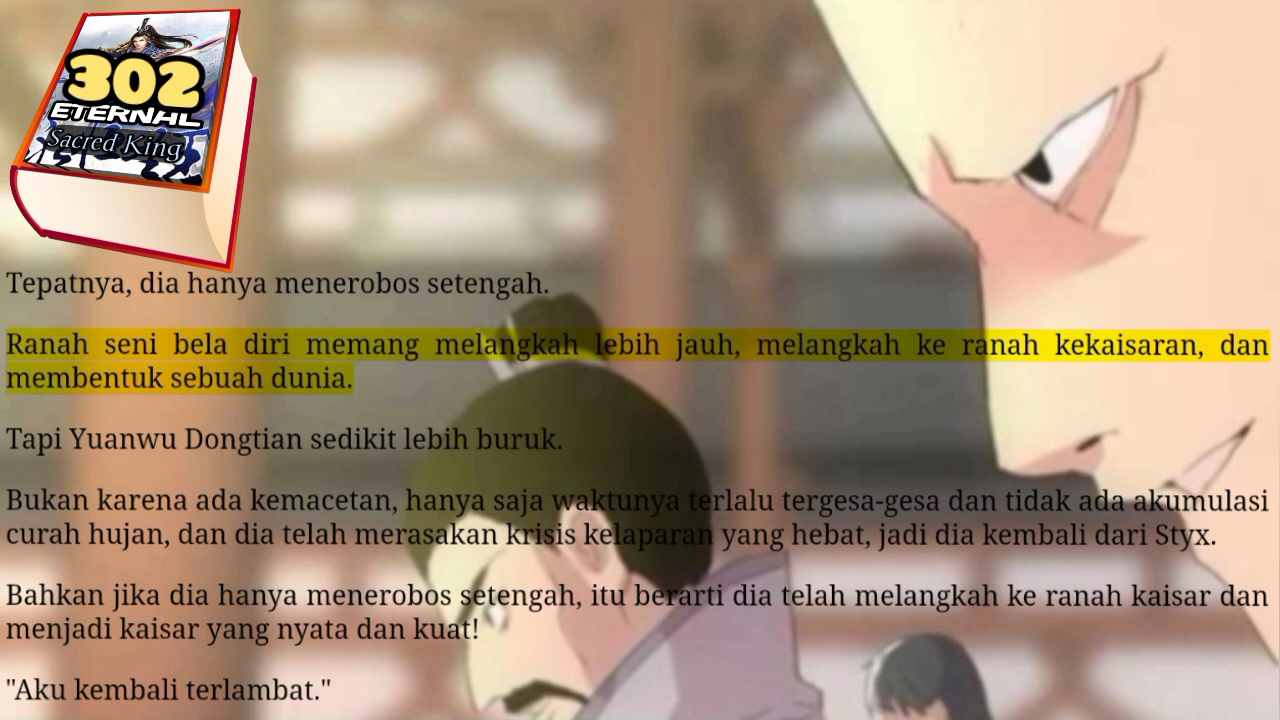 302
ETERNAL
Sacred King
Tepatnya, dia hanya menerobos setengah.
Ranah seni bela diri memang melangkah lebih jauh, melangkah ke ranah kekaisaran, dan
membentuk sebuah dunia.
Tapi Yuanwu Dongtian sedikit lebih buruk.
Bukan karena ada kemacetan, hanya saja waktunya terlalu tergesa-gesa dan tidak ada akumulasi
curah hujan, dan dia telah merasakan krisis kelaparan yang hebat, jadi dia kembali dari Styx.
Bahkan jika dia hanya menerobos setengah, itu berarti dia telah melangkah ke ranah kaisar dan
menjadi kaisar yang nyata dan kuat!
"Aku kembali terlambat."